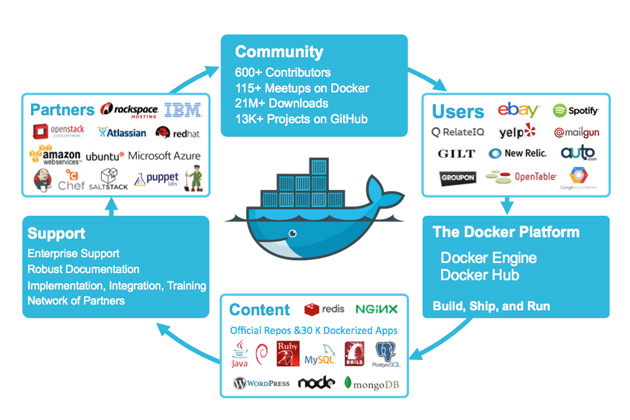 Community
600+ Contributors
115+ Meetups on Docker
21M+ Downloads
13K+ Projects on GitHub
Partners
rackspace
HOSTING
IBM
openstack
Atlassian
redhat
amazon
webservices
ubuntu
Microsoft Azure
Chef
SALTSTACK
puppet
labs
Users
ebay
Spotify
RelateIQ
yelp
@mailgun
GILT
New Relic.
auto
.com
GROUPON
OpenTable
Google Cloud Platform
Support
Enterprise Support
Robust Documentation
Implementation, Integration, Training
Network of Partners
The Docker Platform
Docker Engine
Docker Hub
Build, Ship, and Run
Content
redis
NGINX
Official Repos &30 K Dockerized Apps
Java
Ruby
MySQL
RAILS
PostgreSQL
WORDPRESS
node
mongoDB